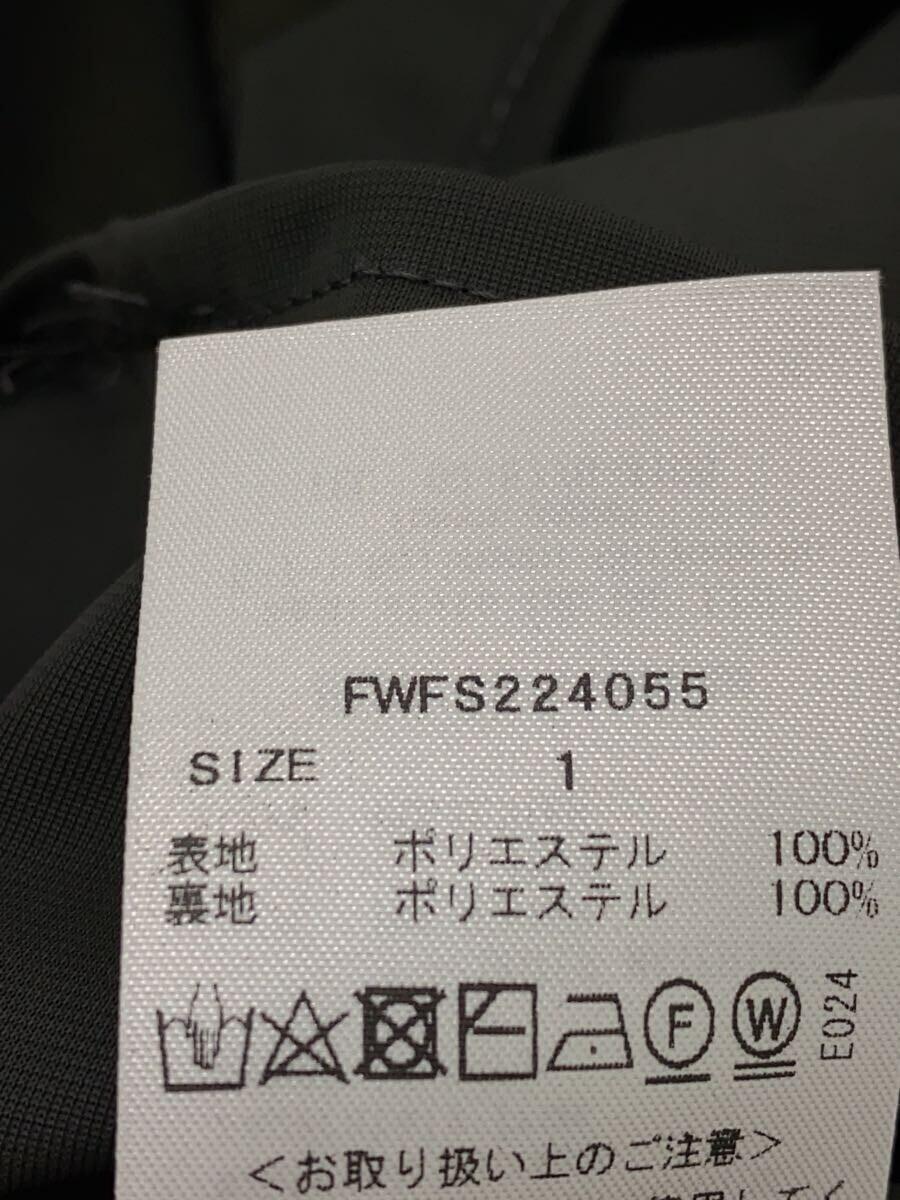 FWFS224055
SIZE 1
表地 ポリエステル 100%
裏地 ポリエステル 100%
F W E024
<お取り扱い上のご注意>